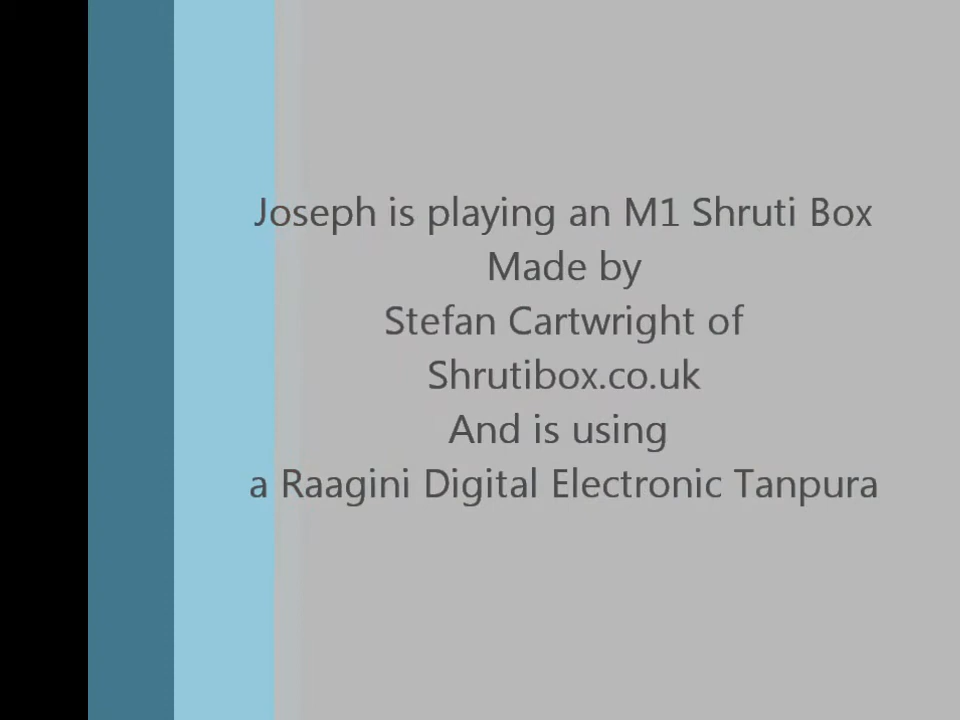 Joseph is playing an M1 Shruti Box
Made by
Stefan Cartwright of
Shrutibox.co.uk
And is using
a Raagini Digital Electronic Tanpura